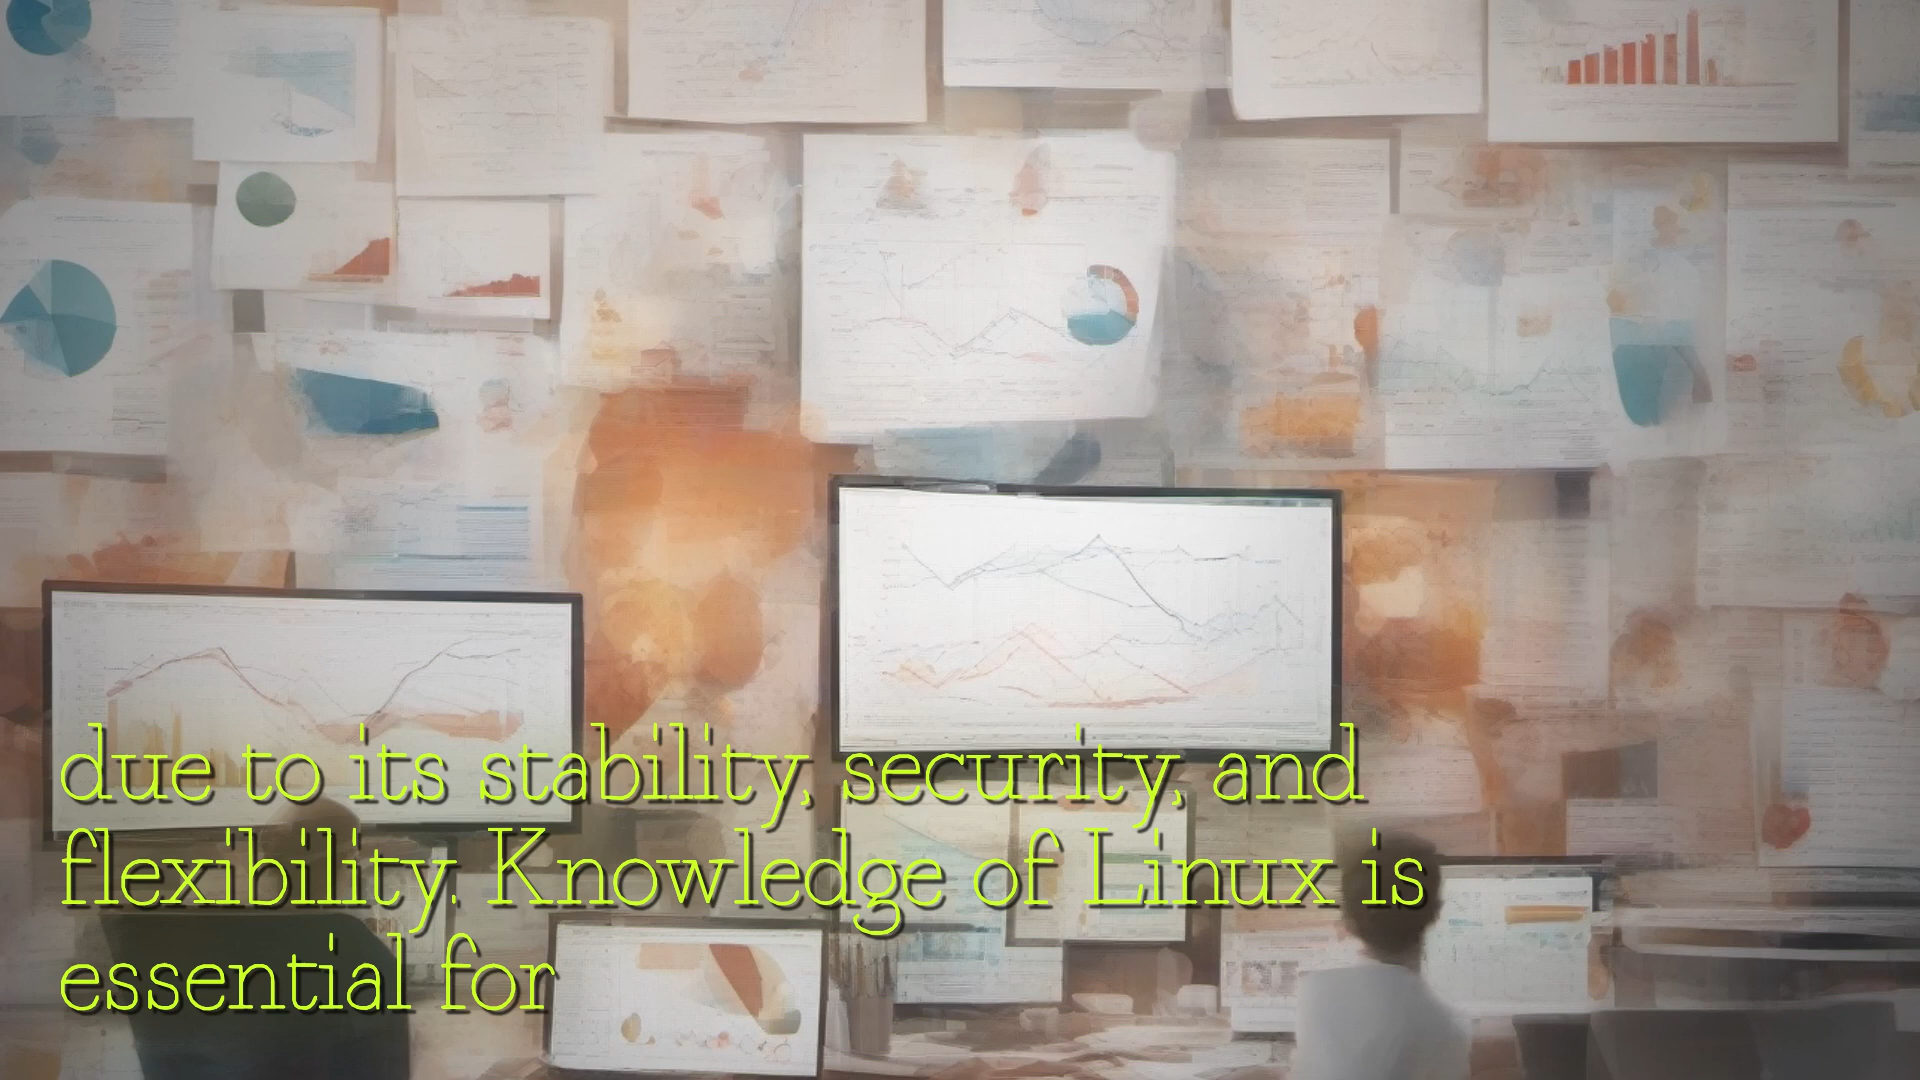 due to its stability, security, and
flexibility. Knowledge of Linux is
essential for